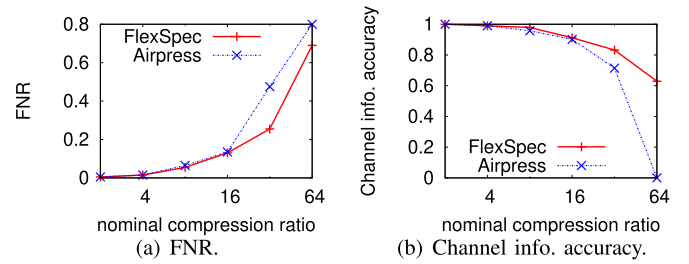 FNR
0.8
0.6
0.4
0.2
0
FlexSpec
Airpress
4 16 64
nominal compression ratio
(a) FNR.
Channel info. accuracy
1
0.8
0.6
0.4
0.2
0
FlexSpec
Airpress
4 16 64
nominal compression ratio
(b) Channel info. accuracy.